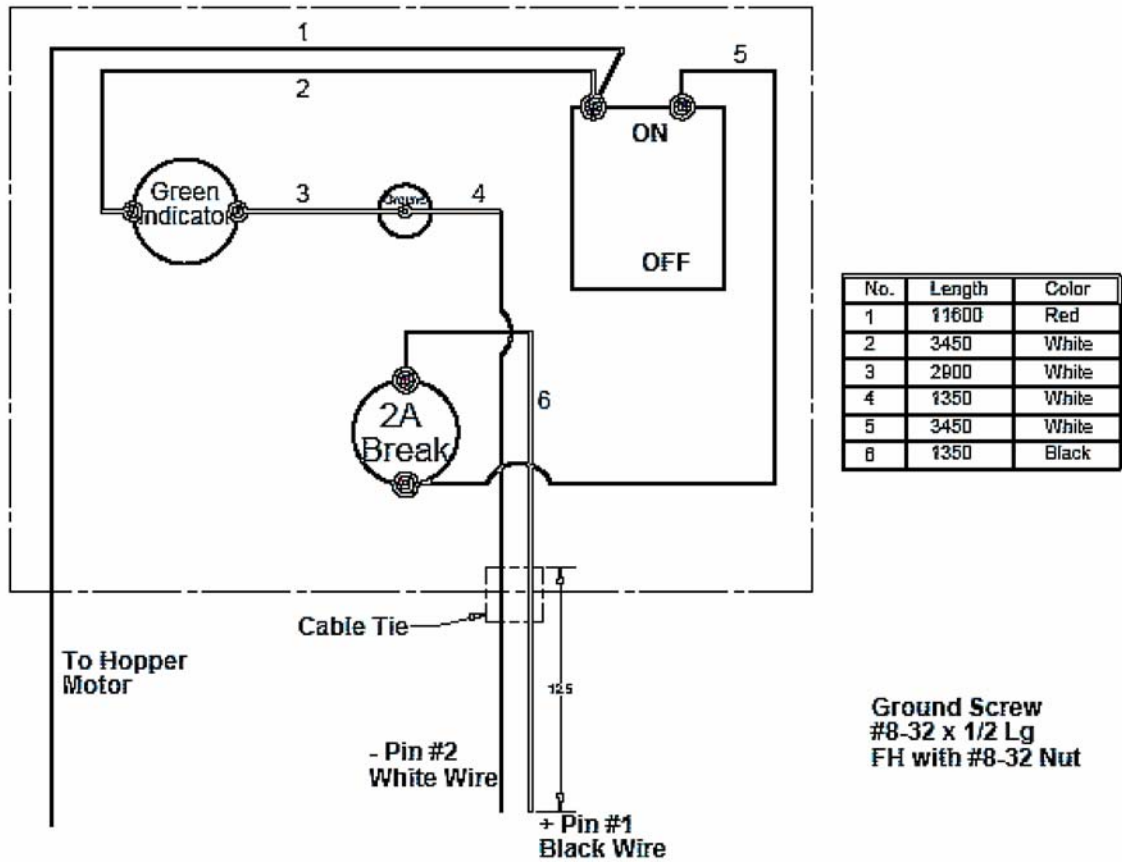 1
2
5
ON
OFF
Green
Indicator
3
Ground
4
2A
Break
6
No. Length Color
1 11600 Red
2 3450 White
3 2900 White
4 1350 White
5 3450 White
6 1350 Black
Cable Tie
To Hopper
Motor
125
- Pin #2
White Wire
+ Pin #1
Black Wire
Ground Screw
#8-32 x 1/2 Lg
FH with #8-32 Nut